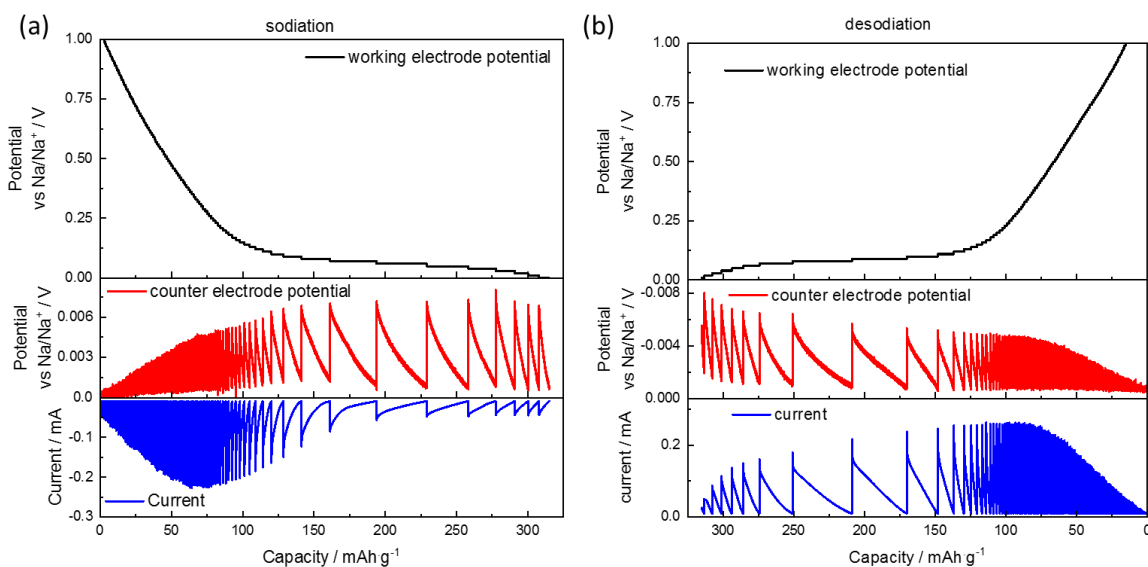 (a)
sodiation
1.00
0.75
0.50
0.25
0.00
Potential
vs Na/Na⁺ / V
working electrode potential
0.006
0.003
0.0
Potential
vs Na/Na⁺ / V
counter electrode potential
-0.1
-0.2
-0.3
Current / mA
Current
0 50 100 150 200 250 300
Capacity / mAh·g⁻¹
(b)
desodiation
1.00
0.75
0.50
0.25
0.00
Potential
vs Na/Na⁺ / V
working electrode potential
-0.008
-0.004
0.000
Potential
vs Na/Na⁺ / V
counter electrode potential
0.2
0.0
current / mA
current
300 250 200 150 100 50 0
Capacity / mAh·g⁻¹